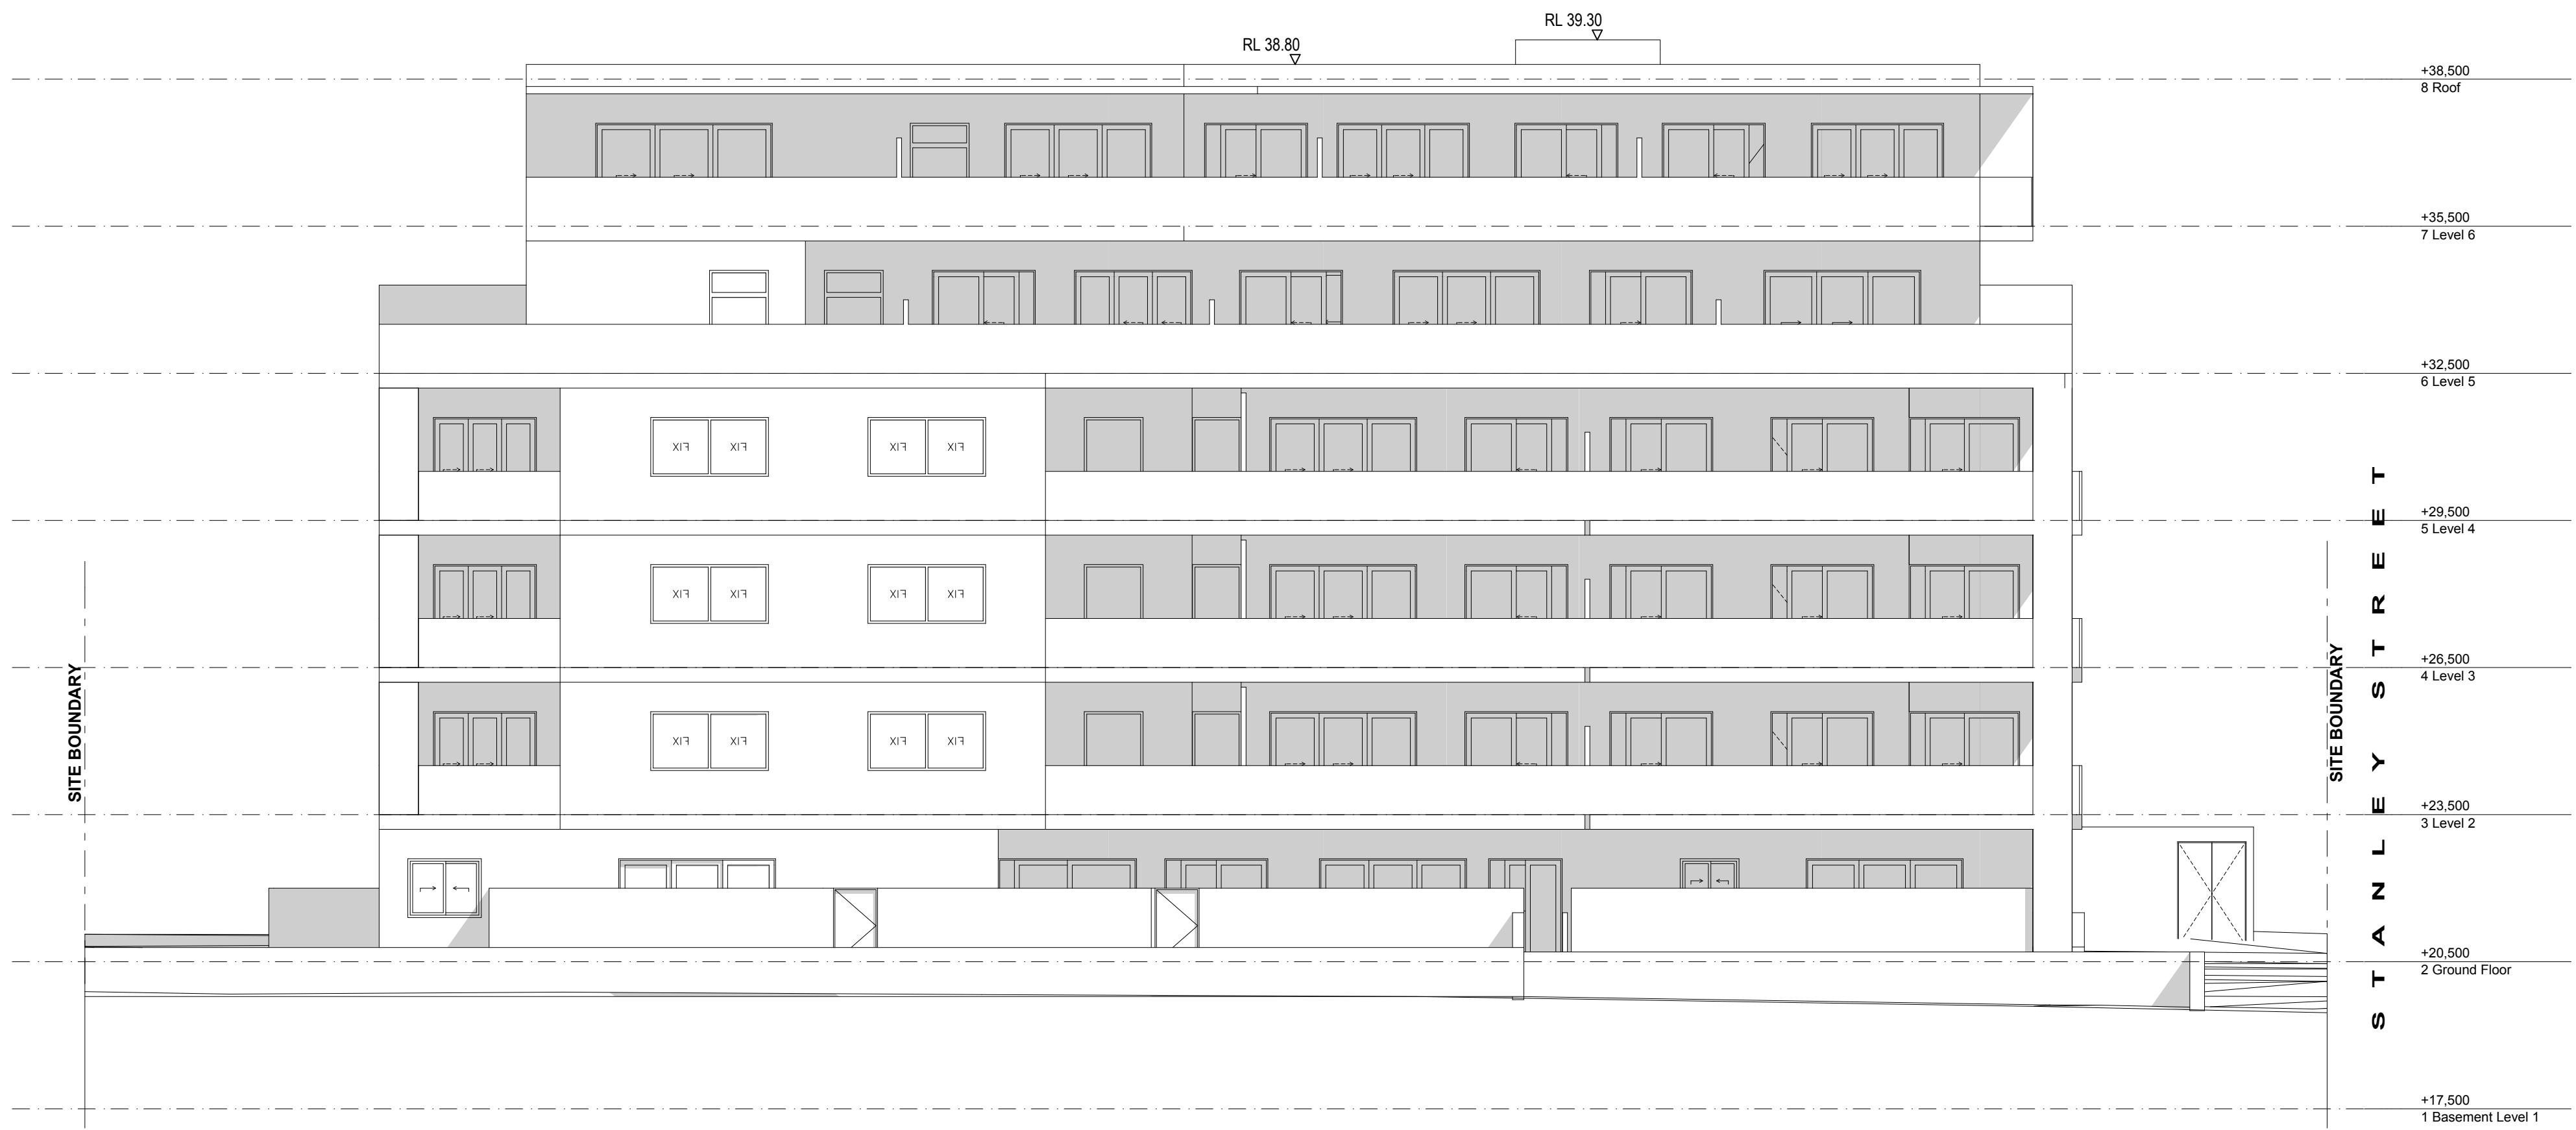 RL 39.30
RL 38.80
+38,500
8 Roof
+35,500
7 Level 6
+32,500
6 Level 5
FIX FIX FIX FIX
+29,500
5 Level 4
FIX FIX FIX FIX
+26,500
4 Level 3
FIX FIX FIX FIX
+23,500
3 Level 2
+20,500
2 Ground Floor
+17,500
1 Basement Level 1
SITE BOUNDARY
SITE BOUNDARY
STANLEY STREET